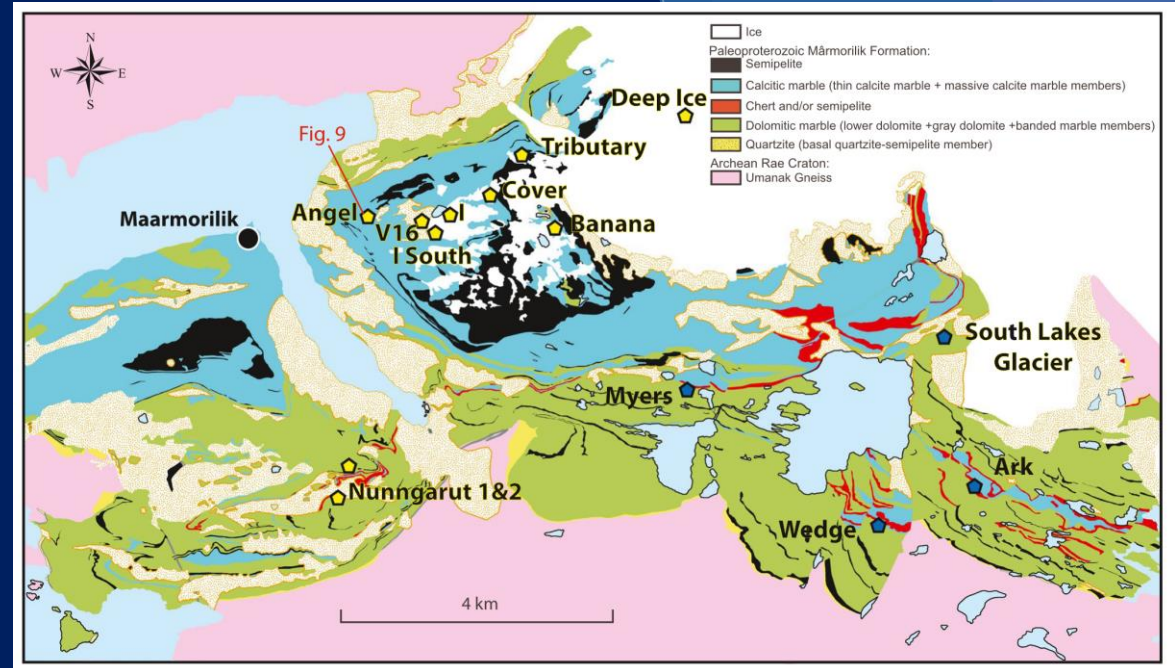 N
W E
S
Ice
Paleoproterozoic Mârmorilik Formation:
Semipelite
Calcitic marble (thin calcite marble + massive calcite marble members)
Chert and/or semipelite
Dolomitic marble (lower dolomite +gray dolomite +banded marble members)
Quartzite (basal quartzite-semipelite member)
Archean Rae Craton:
Umanak Gneiss
Deep Ice
Fig. 9
Tributary
Cover
Angel
I
Maarmorilik
V16
Banana
I South
South Lakes
Glacier
Myers
Ark
Nunngarut 1&2
Wedge
4 km